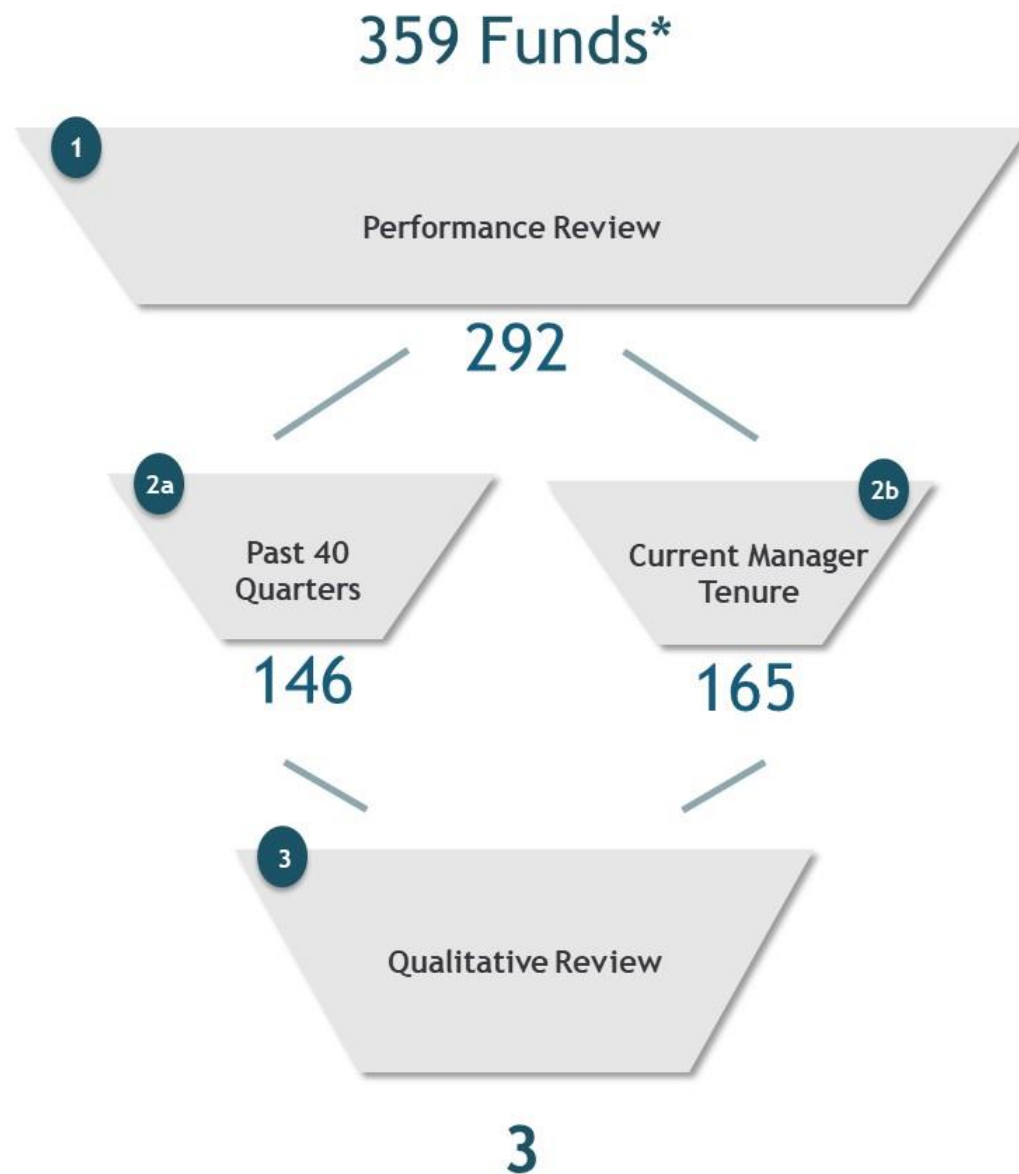 359 Funds*
1
Performance Review
292
2a
Past 40
Quarters
146
2b
Current Manager
Tenure
165
3
Qualitative Review
3